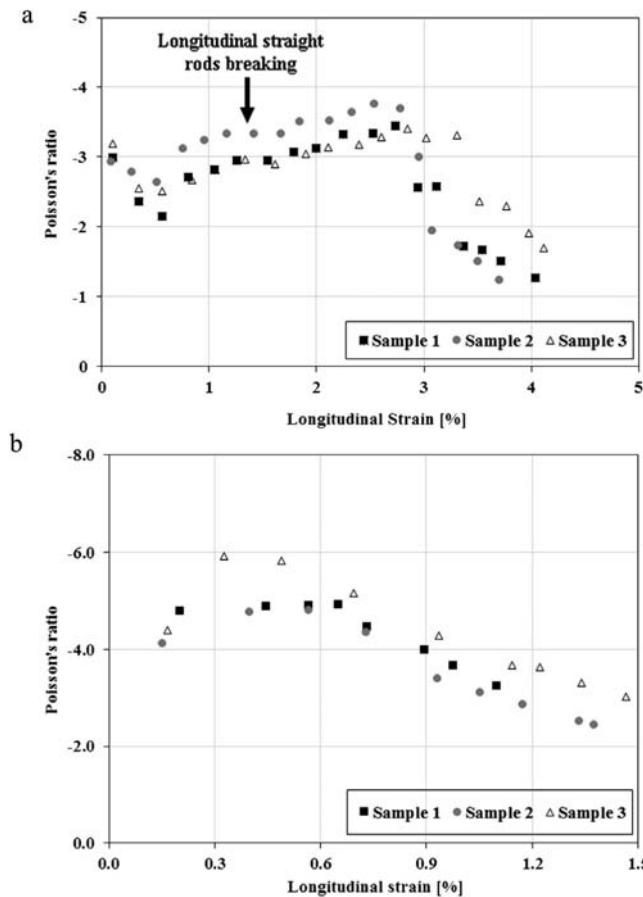 a
-5
Longitudinal straight
rods breaking
-4
-3
-2
-1
0
Poisson's ratio
Sample 1 Sample 2 Sample 3
0 1 2 3 4 5
Longitudinal Strain [%]
b
-8.0
-6.0
-4.0
-2.0
0.0
Poisson's ratio
Sample 1 Sample 2 Sample 3
0.0 0.3 0.6 0.9 1.2 1.5
Longitudinal strain [%]